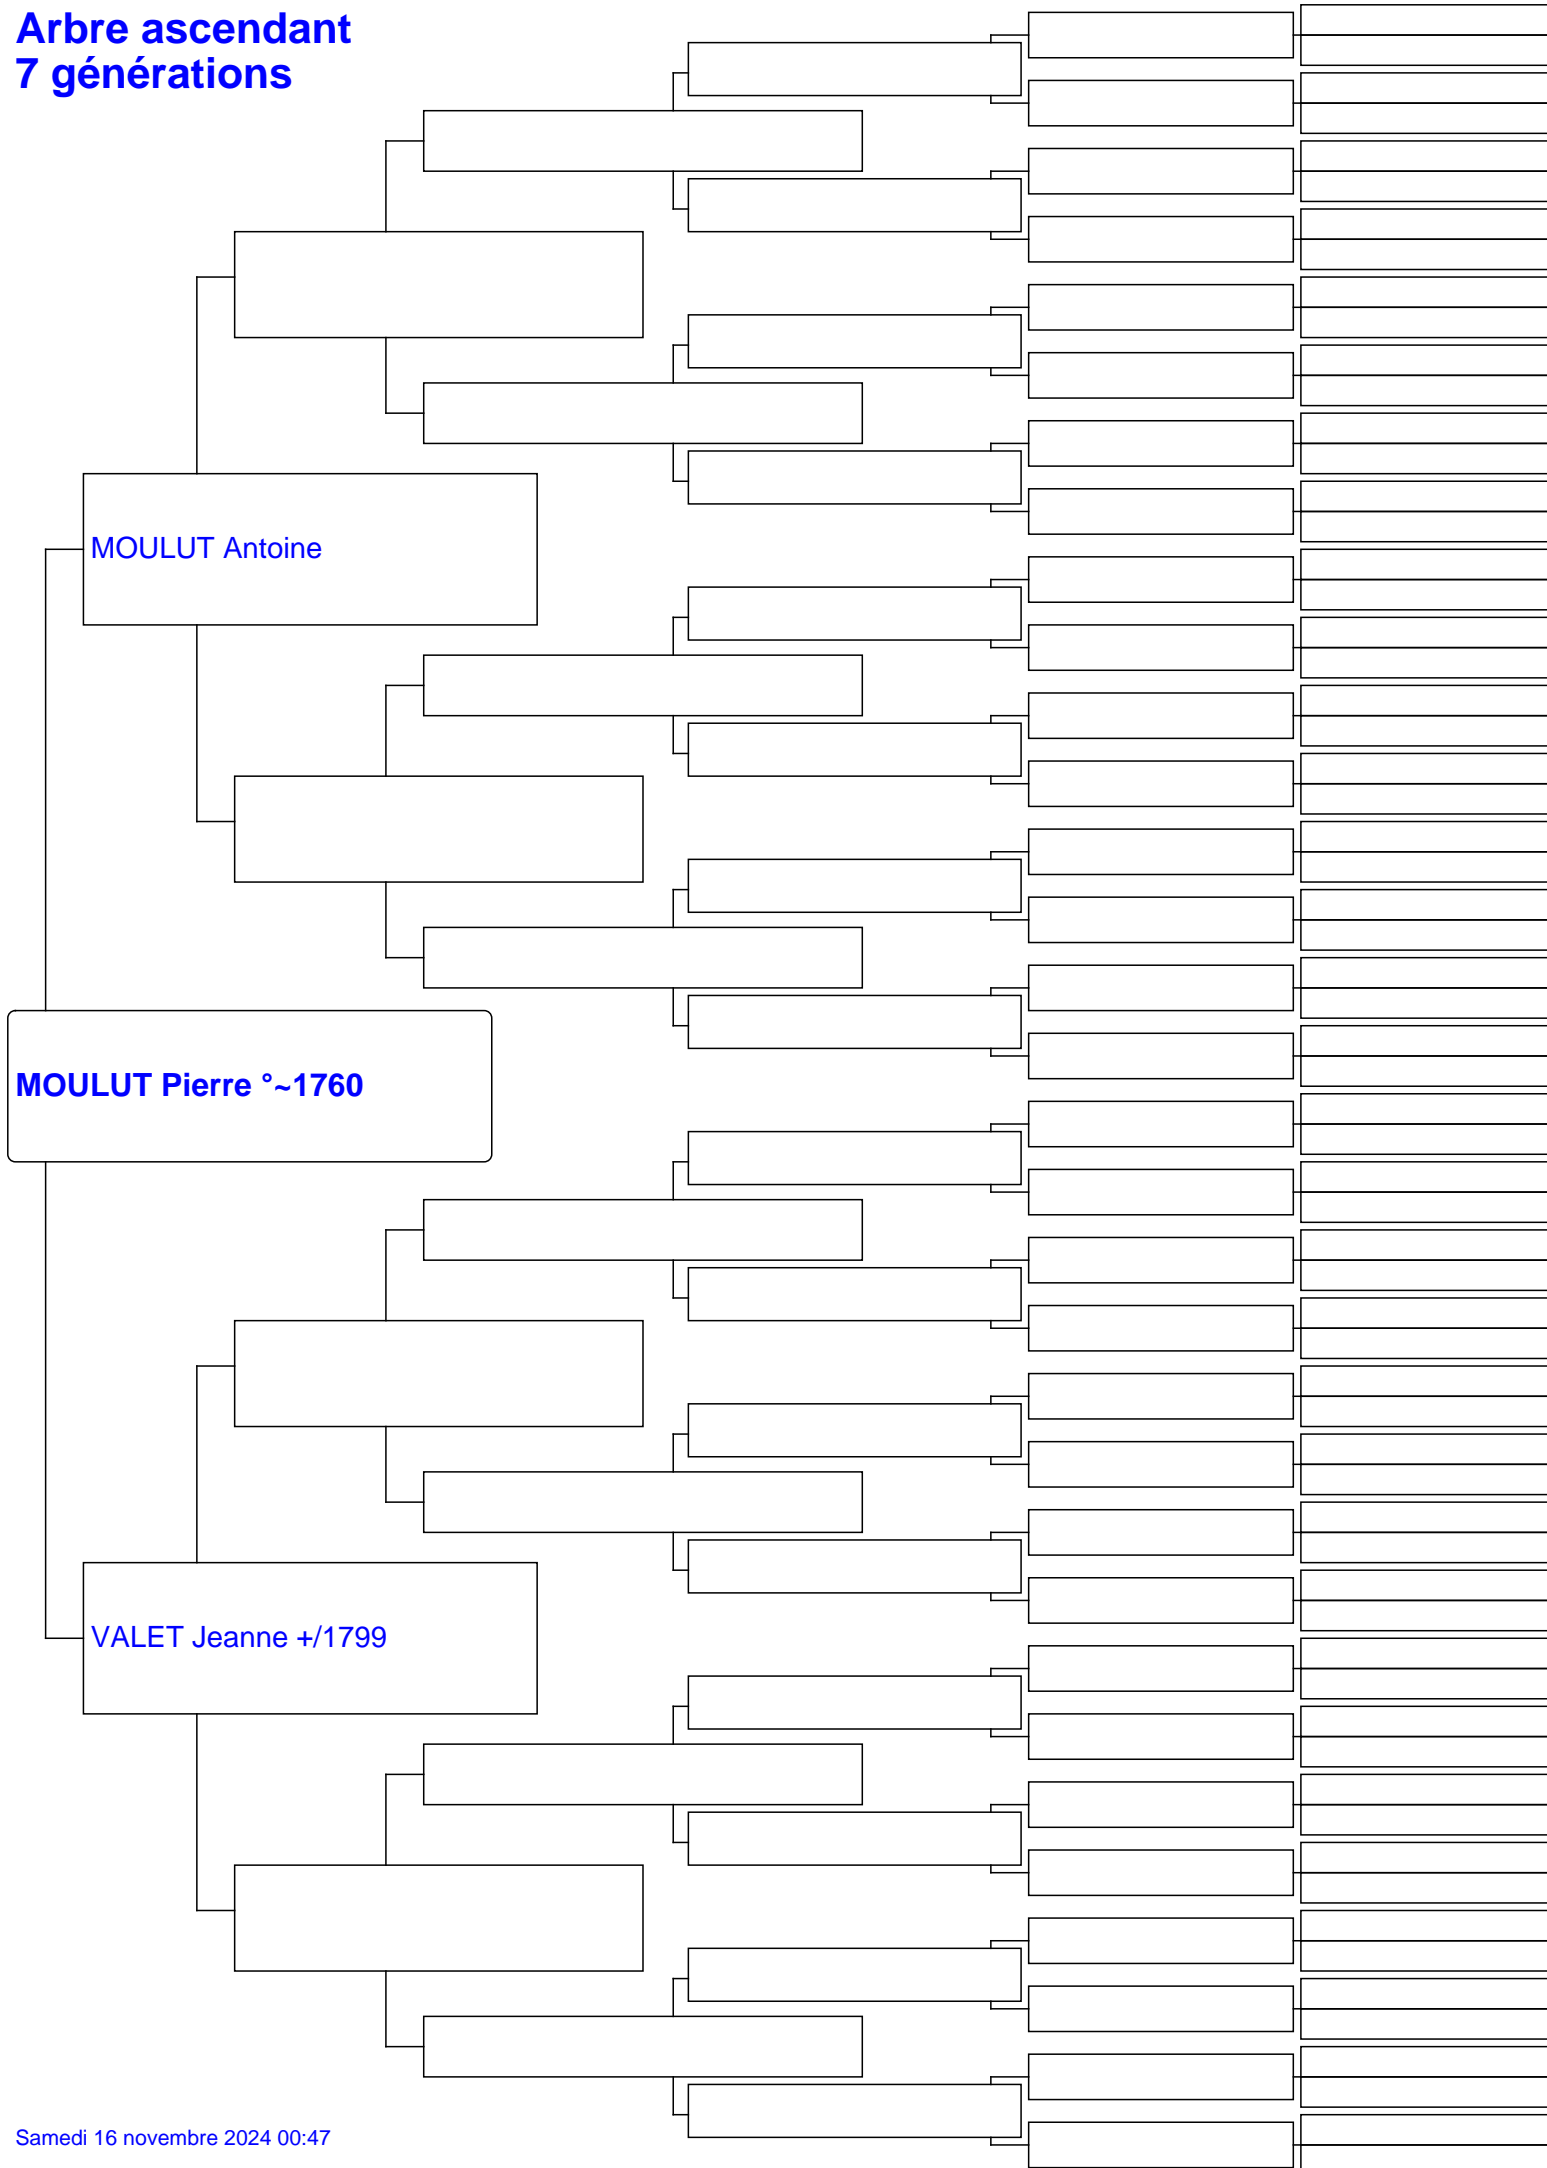 Arbre ascendant
7 générations
MOULUT Antoine
MOULUT Pierre °~1760
VALET Jeanne +/1799
Samedi 16 novembre 2024 00:47